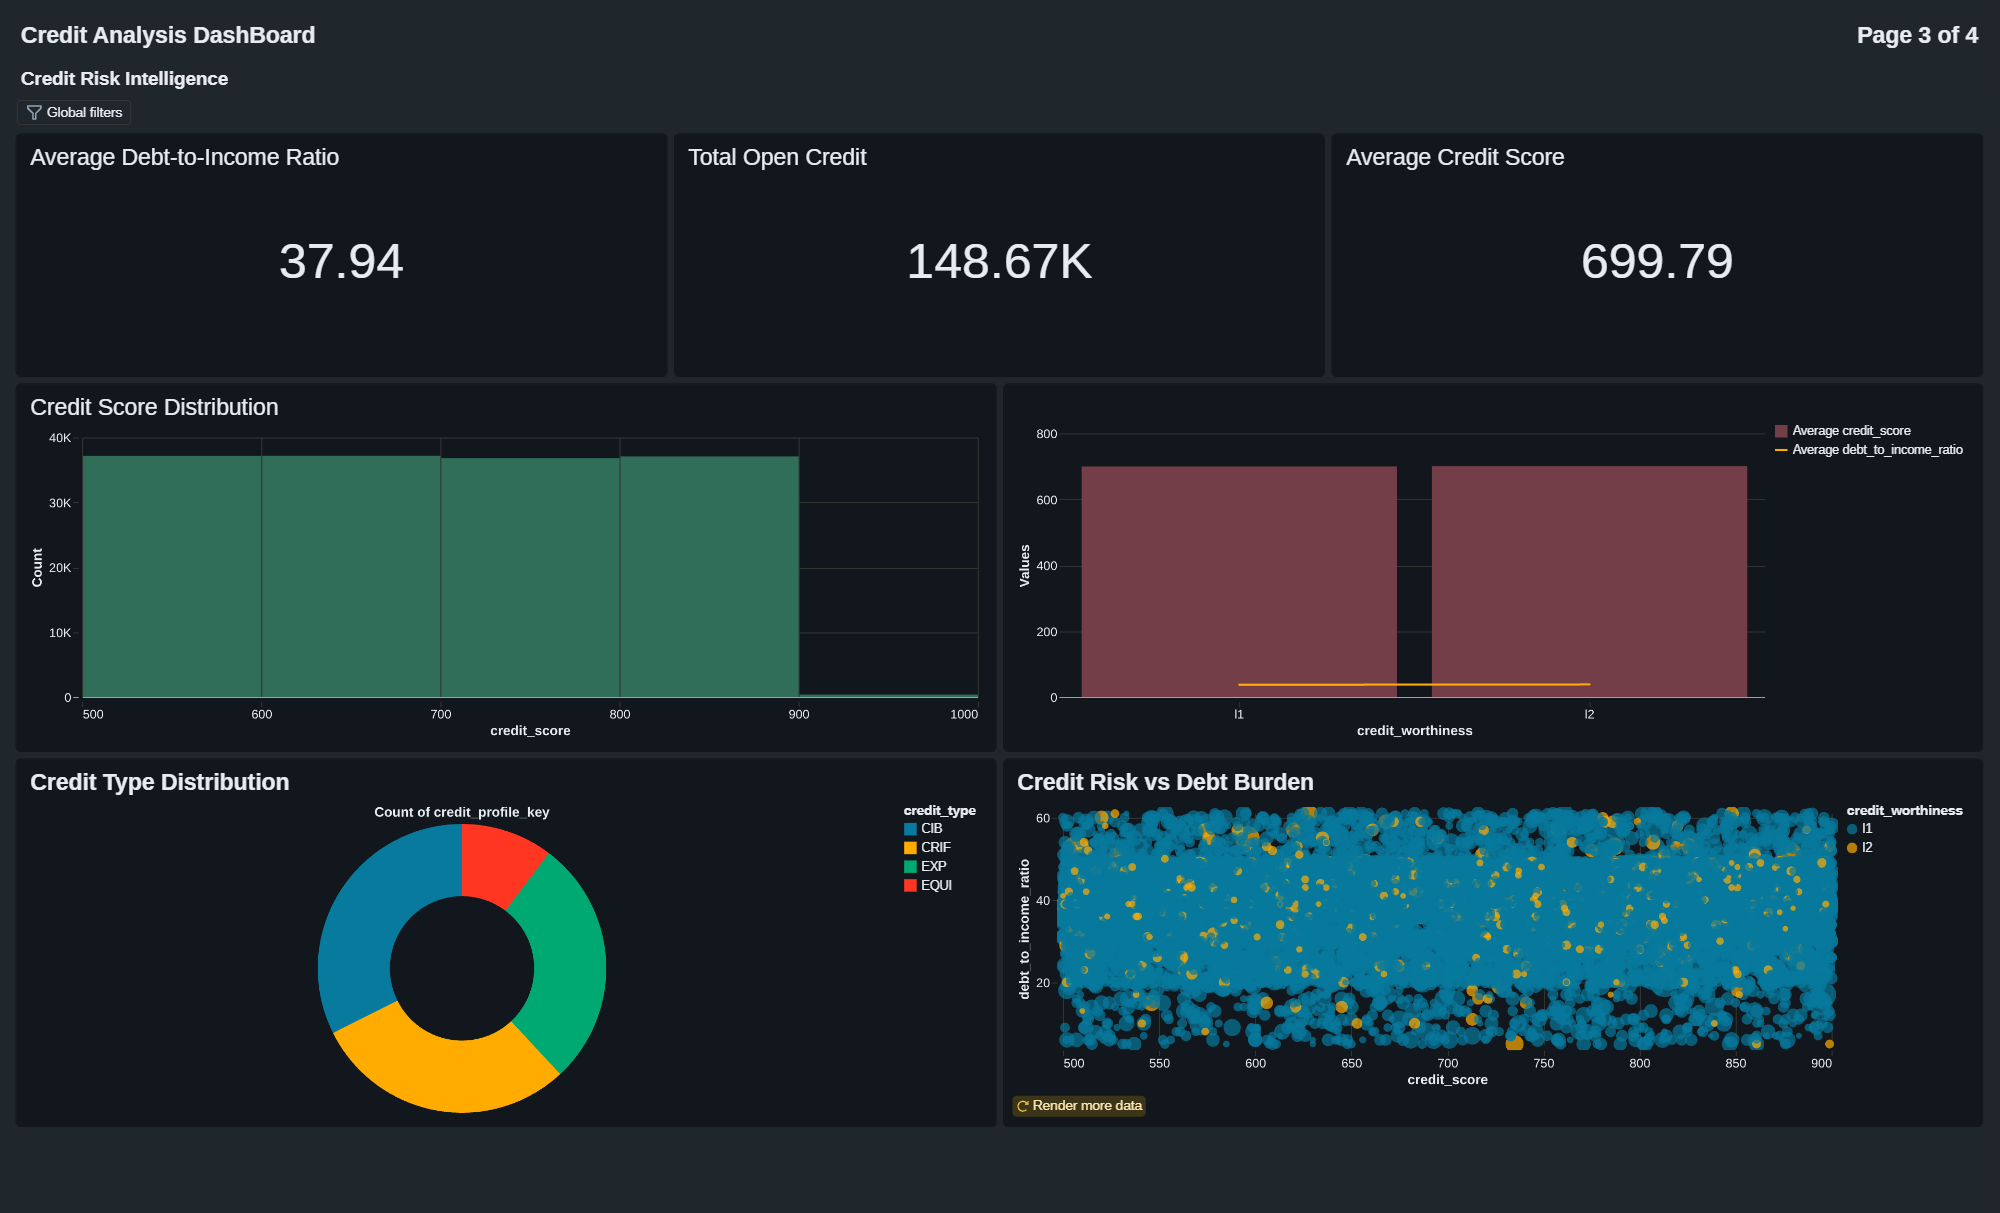 Credit Analysis DashBoard
Page 3 of 4
Credit Risk Intelligence
Global filters
Average Debt-to-Income Ratio
37.94
Total Open Credit
148.67K
Average Credit Score
699.79
Credit Score Distribution
40K
30K
20K
10K
0
Count
500 600 700 800 900 1000
credit_score
800
600
400
200
0
Values
l1 l2
credit_worthiness
Average credit_score
Average debt_to_income_ratio
Credit Type Distribution
Count of credit_profile_key
credit_type
CIB
CRIF
EXP
EQUI
Credit Risk vs Debt Burden
60
40
20
debt_to_income_ratio
500 550 600 650 700 750 800 850 900
credit_score
credit_worthiness
l1
l2
Render more data